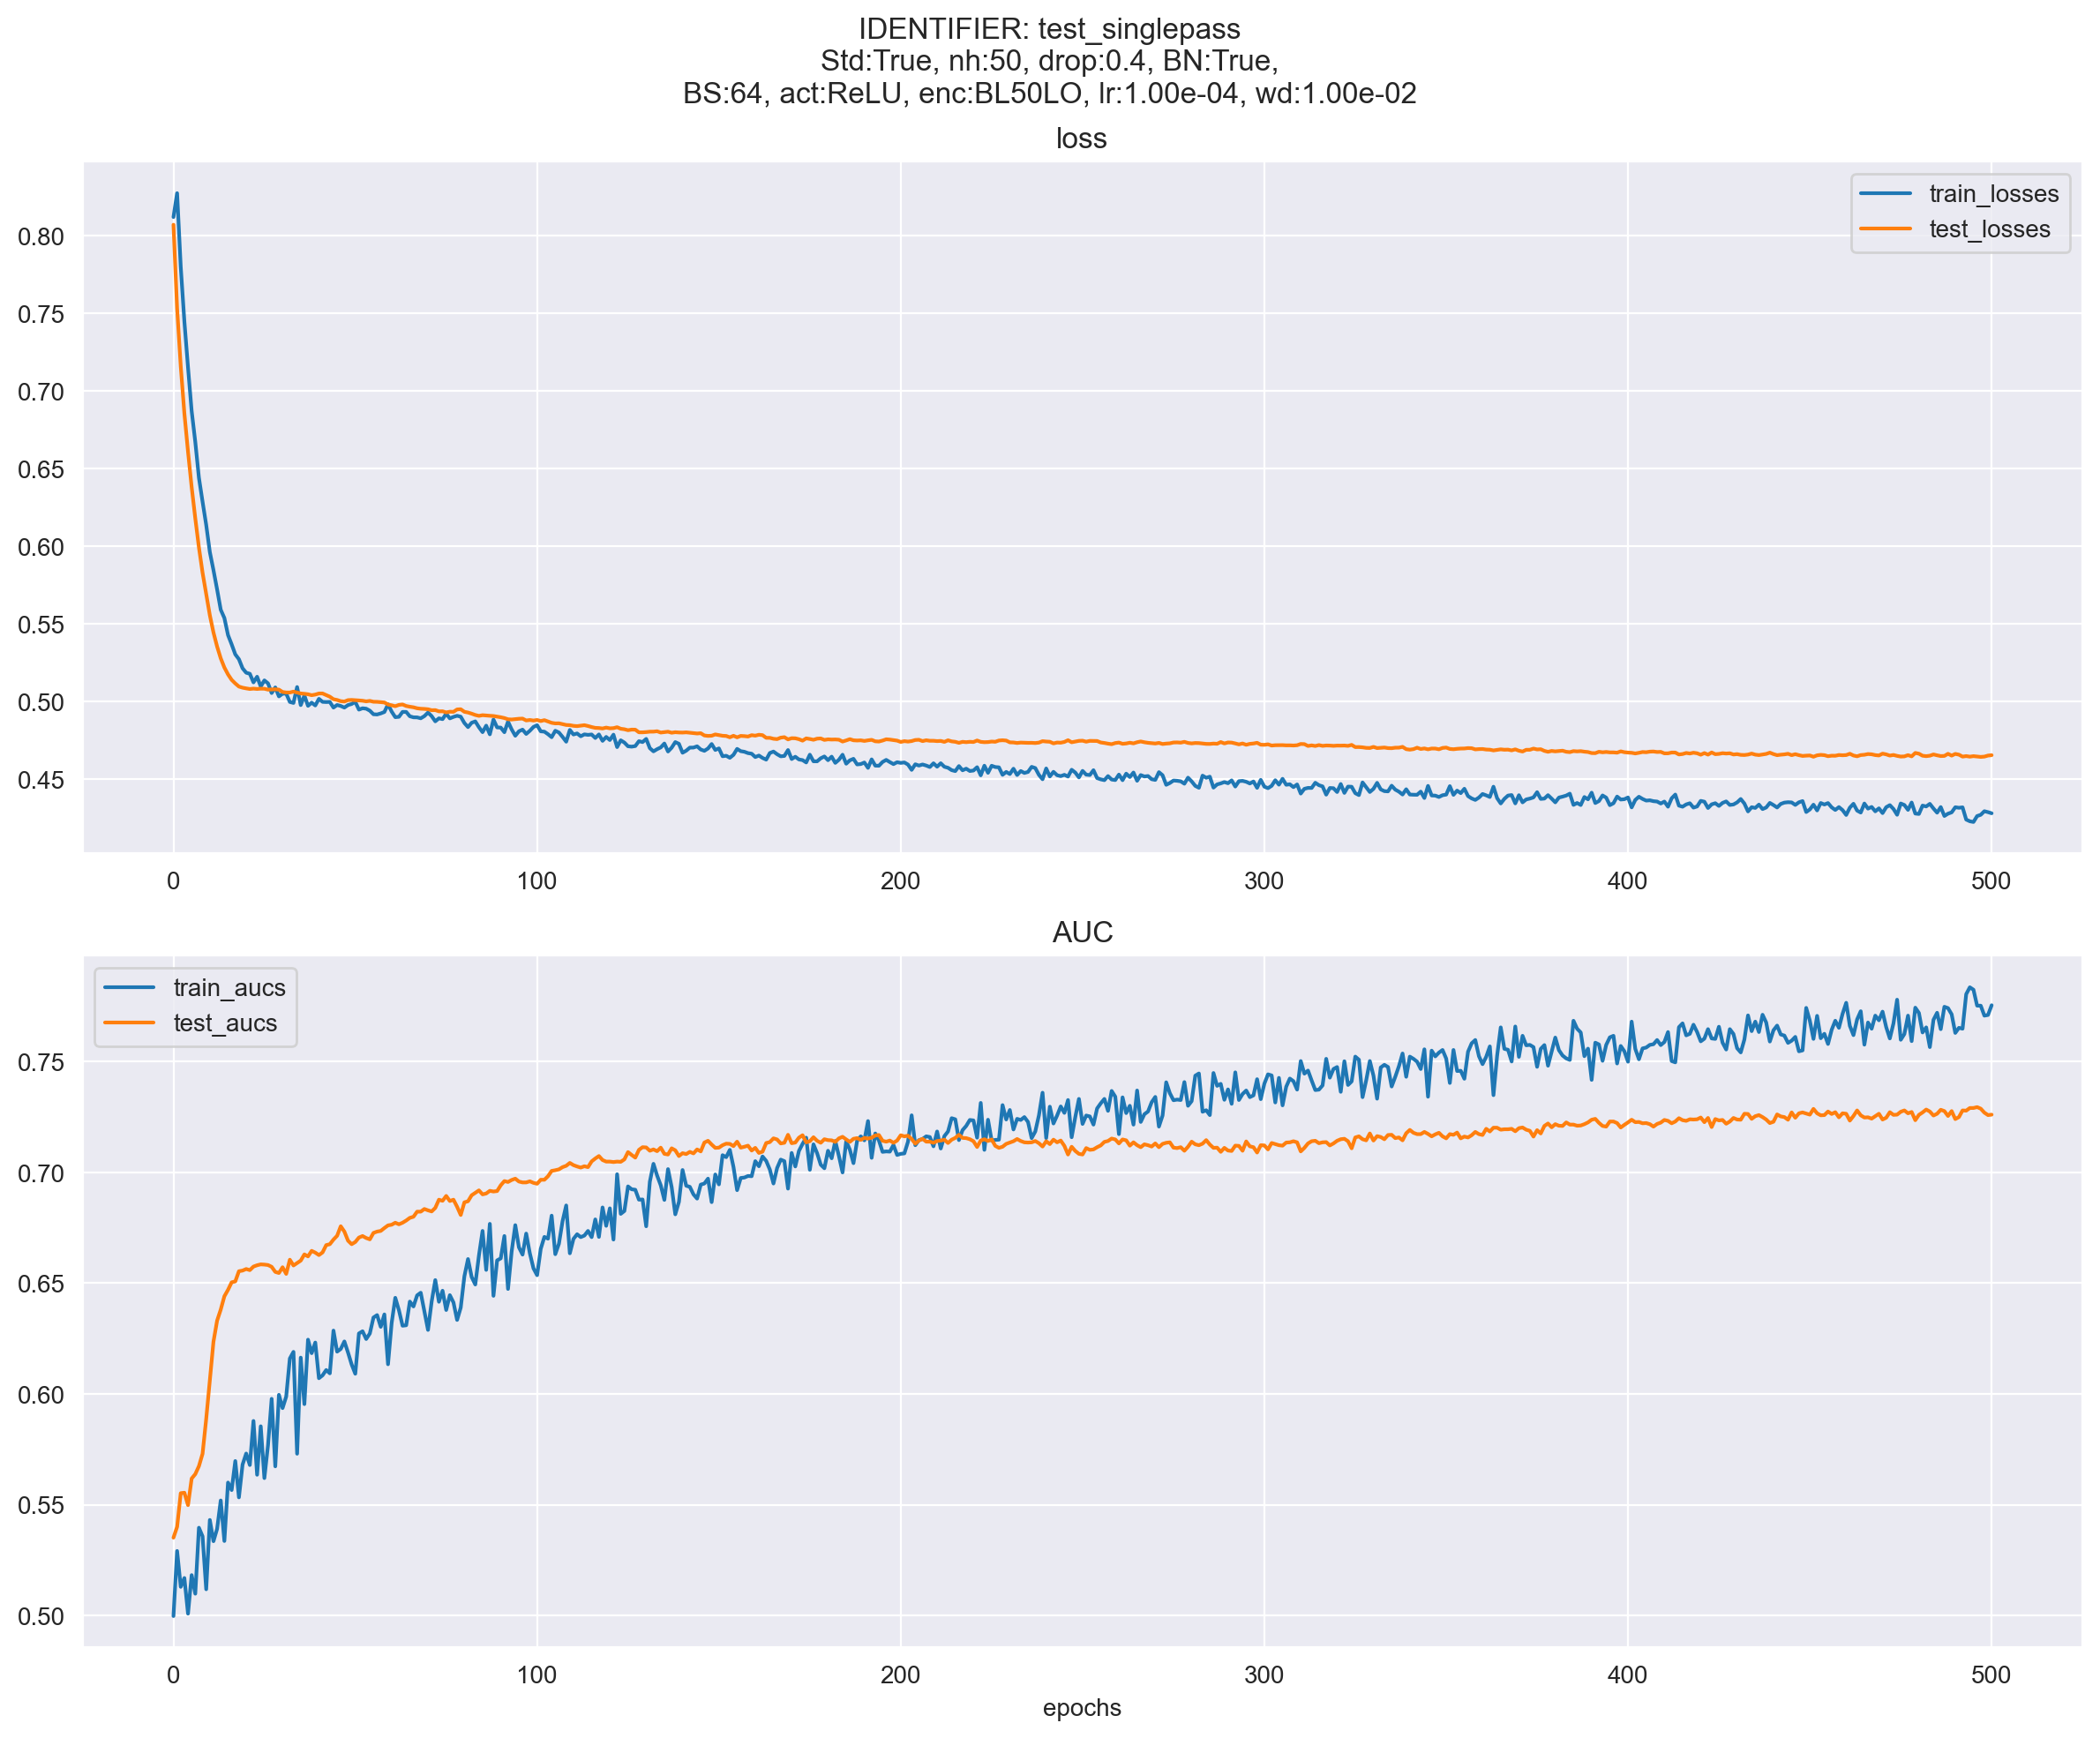 IDENTIFIER: test_singlepass
Std:True, nh:50, drop:0.4, BN:True,
BS:64, act:ReLU, enc:BL50LO, lr:1.00e-04, wd:1.00e-02
loss
train_losses
test_losses
0.80
0.75
0.70
0.65
0.60
0.55
0.50
0.45
0 100 200 300 400 500
AUC
train_aucs
test_aucs
0.75
0.70
0.65
0.60
0.55
0.50
0 100 200 300 400 500
epochs